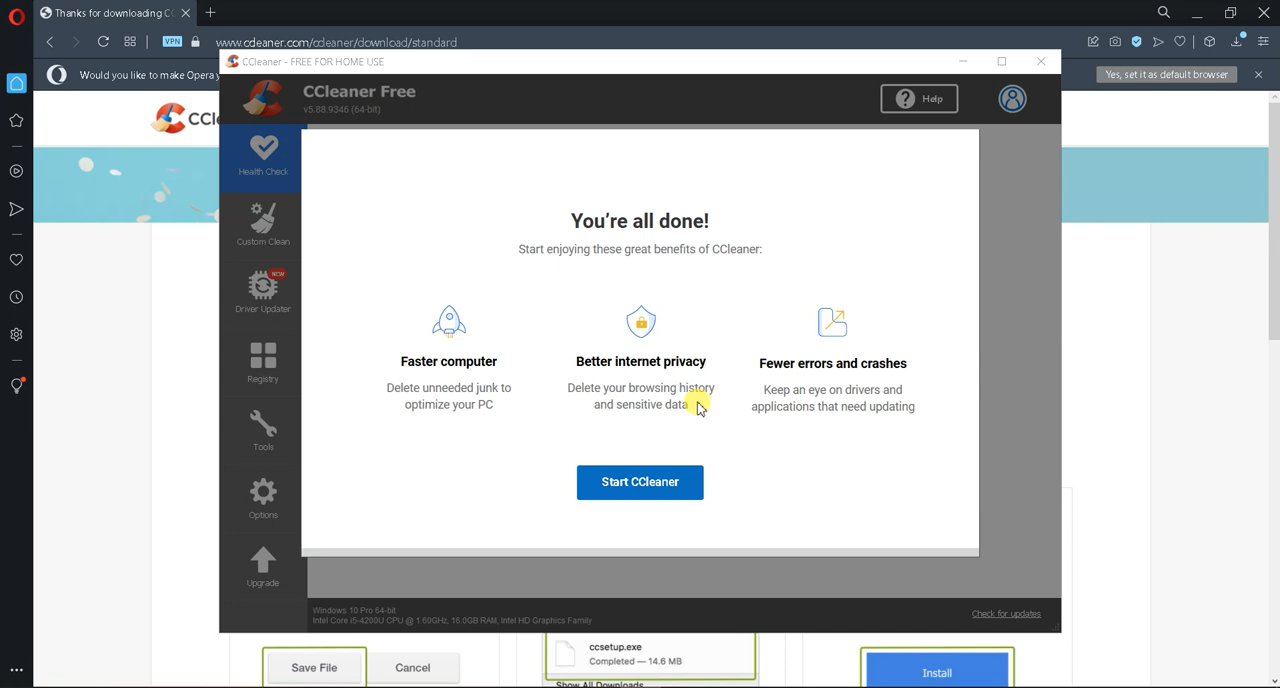 Thanks for downloading CC
VPN
www.ccleaner.com/ccleaner/download/standard
Would you like to make Opera y
Yes, set it as default browser
CCl
CCleaner - FREE FOR HOME USE
CCleaner Free
v5.88.9346 (64-bit)
Help
Health Check
Custom Clean
NEW
Driver Updater
Registry
Tools
Options
Upgrade
You're all done!
Start enjoying these great benefits of CCleaner:
Faster computer
Delete unneeded junk to
optimize your PC
Better internet privacy
Delete your browsing history
and sensitive data
Fewer errors and crashes
Keep an eye on drivers and
applications that need updating
Start CCleaner
Windows 10 Pro 64-bit
Intel Core i5-4200U CPU @ 1.60GHz, 16.0GB RAM, Intel HD Graphics Family
Check for updates
Save File
Cancel
ccsetup.exe
Completed — 14.6 MB
Show All Downloads
Install